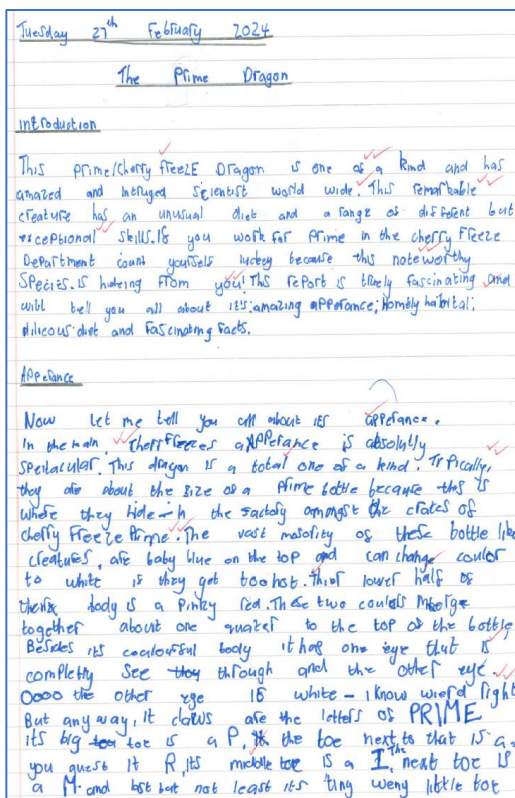 Tuesday 27th February 2024
The Prime Dragon
introduction
This Prime/Cherry FreeZE Dragon is one of a kind and has
amazed and intruged scientist world wide. This remarkable
creature has an unusual diet and a range of different but
exceptional skills. If you work for Prime in the cherry Freeze
Department count yourself luckey because this noteworthy
species. is hideing from you! This report is truely fascinating and
will tell you all about it's: amazing apperance; homely habital;
dilicous diet and fascinating facts.
Apperance
Now let me tell you all about its apperance.
In the main, Cherrfreezes apperance is absolutly
spectacular. This dragon is a total one of a kind. Trpically,
they are about the size of a Prime bottle because this is
where they hide in the factory amongst the crates of
cherry Freeze Prime. The vast majority of these bottle like
creatures, are baby blue on the top and can change coulor
to white if they get too hot. Their lower half of
body is a pinky red. These two coulors merge
together about one quater to the top of the bottle.
Besides its coulourful body it has one eye that is
completly see through and the other eye.
Oooo the other eye is white - I know wierd right
But any way, it claws are the letters of PRIME
its big toe is a P, the toe next to that is a..
you guest it R, its middle toe is a I. The next toe is
a M. and last but not least its tiny weny little toe